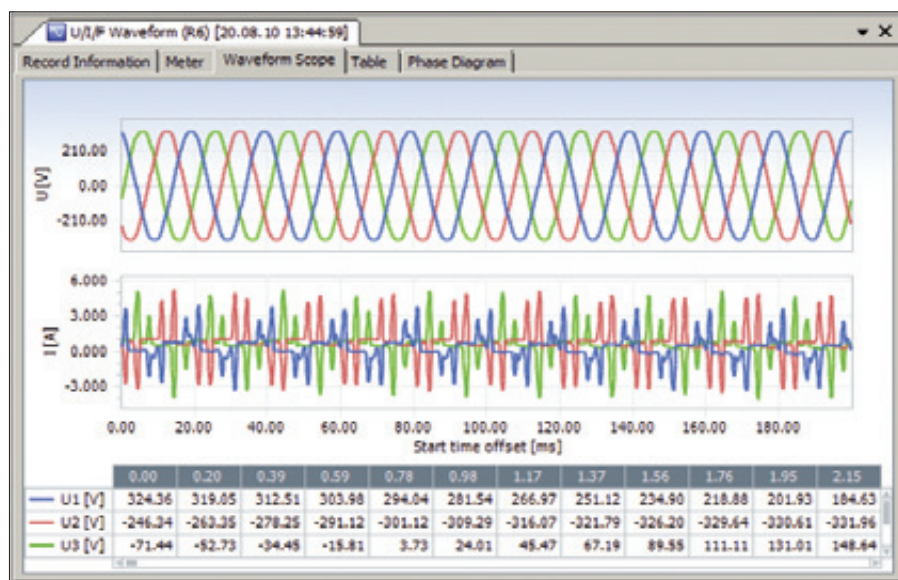 U/I/F Waveform (R6) [20.08.10 13:44:59]
Record Information Meter Waveform Scope Table Phase Diagram
U[V]
210.00
0.00
-210.00
I [A]
6.000
3.000
0.000
-3.000
0.00 20.00 40.00 60.00 80.00 100.00 120.00 140.00 160.00 180.00
Start time offset [ms]
0.00 0.20 0.39 0.59 0.78 0.98 1.17 1.37 1.56 1.76 1.95 2.15
U1 [V] 324.36 319.05 312.51 303.98 294.04 281.54 266.97 251.12 234.90 218.88 201.93 184.63
U2 [V] -246.34 -263.35 -278.25 -291.12 -301.12 -309.29 -316.07 -321.79 -326.20 -329.64 -330.61 -331.96
U3 [V] -71.44 -52.73 -34.45 -15.81 3.73 24.01 45.47 67.19 89.55 111.11 131.01 148.64